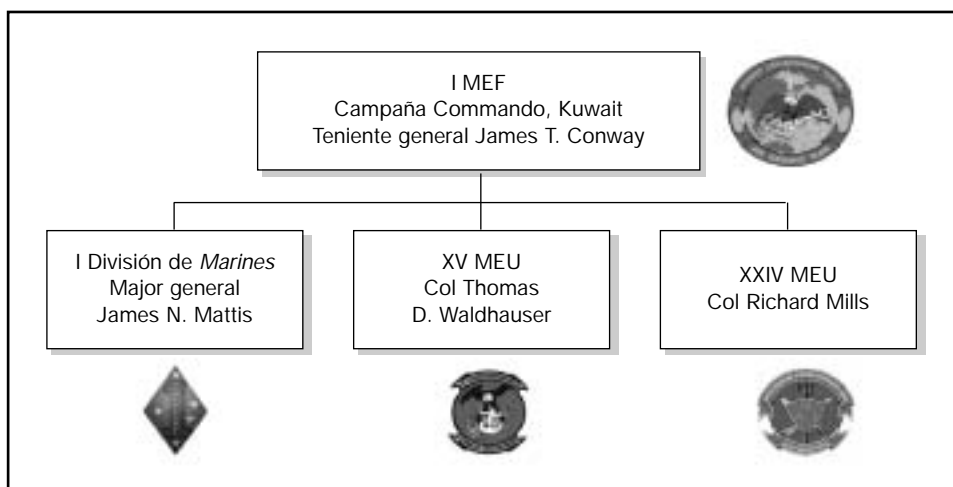 I MEF
Campaña Commando, Kuwait
Teniente general James T. Conway
I División de Marines
Major general
James N. Mattis
XV MEU
Col Thomas
D. Waldhauser
XXIV MEU
Col Richard Mills